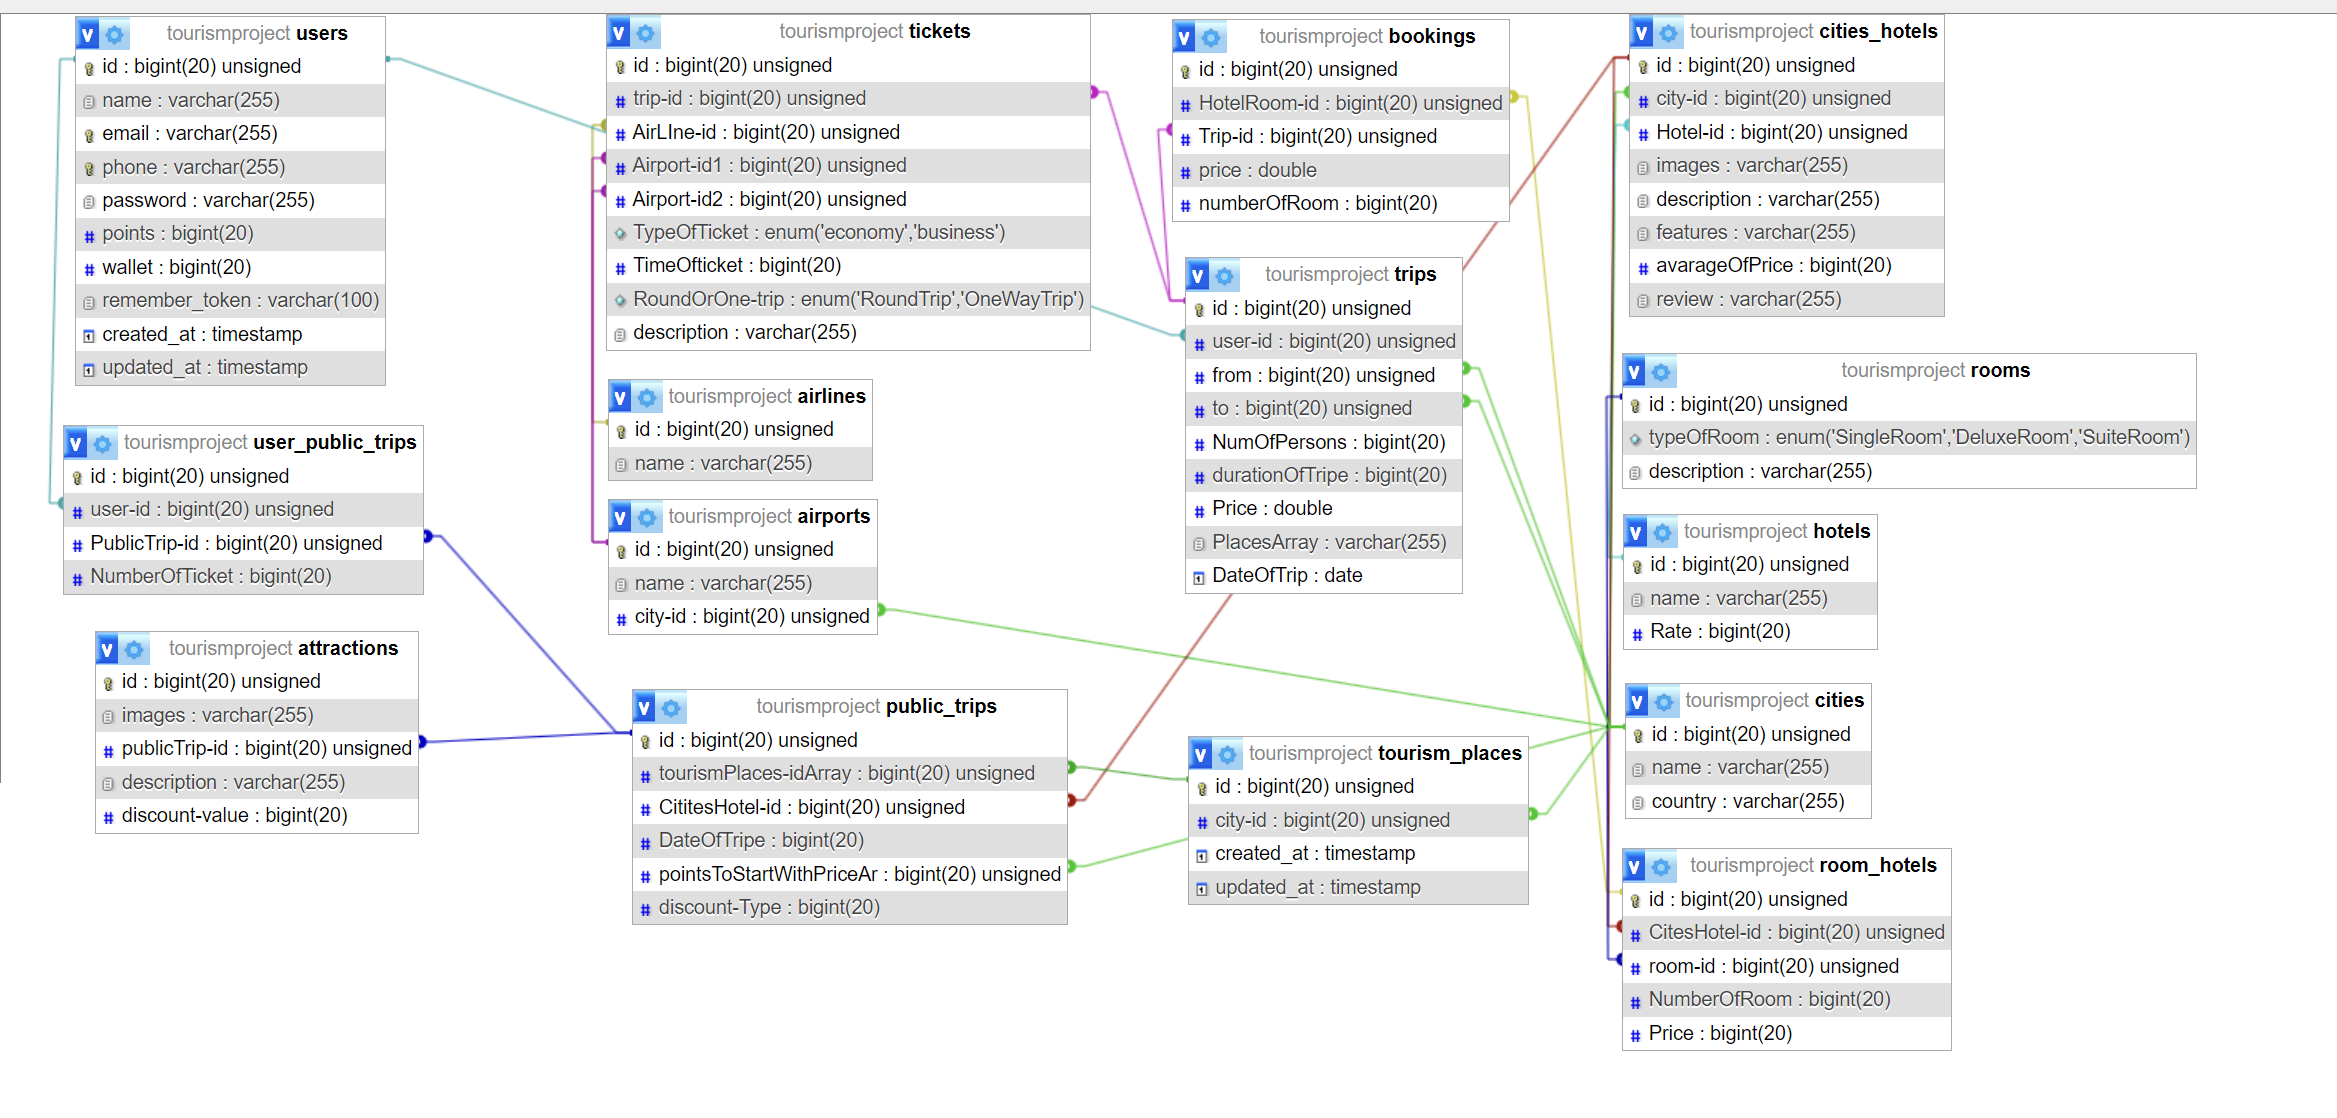 tourismproject users
id : bigint(20) unsigned
name : varchar(255)
email : varchar(255)
phone : varchar(255)
password : varchar(255)
points : bigint(20)
wallet : bigint(20)
remember_token : varchar(100)
created_at : timestamp
updated_at : timestamp
tourismproject user_public_trips
id : bigint(20) unsigned
user-id : bigint(20) unsigned
PublicTrip-id : bigint(20) unsigned
NumberOfTicket : bigint(20)
tourismproject attractions
id : bigint(20) unsigned
images : varchar(255)
publicTrip-id : bigint(20) unsigned
description : varchar(255)
discount-value : bigint(20)
tourismproject tickets
id : bigint(20) unsigned
trip-id : bigint(20) unsigned
AirLIne-id : bigint(20) unsigned
Airport-id1 : bigint(20) unsigned
Airport-id2 : bigint(20) unsigned
TypeOfTicket : enum('economy','business')
TimeOfticket : bigint(20)
RoundOrOne-trip : enum('RoundTrip','OneWayTrip')
description : varchar(255)
tourismproject airlines
id : bigint(20) unsigned
name : varchar(255)
tourismproject airports
id : bigint(20) unsigned
name : varchar(255)
city-id : bigint(20) unsigned
tourismproject public_trips
id : bigint(20) unsigned
tourismPlaces-idArray : bigint(20) unsigned
CititesHotel-id : bigint(20) unsigned
DateOfTripe : bigint(20)
pointsToStartWithPriceAr : bigint(20) unsigned
discount-Type : bigint(20)
tourismproject bookings
id : bigint(20) unsigned
HotelRoom-id : bigint(20) unsigned
Trip-id : bigint(20) unsigned
price : double
numberOfRoom : bigint(20)
tourismproject trips
id : bigint(20) unsigned
user-id : bigint(20) unsigned
from : bigint(20) unsigned
to : bigint(20) unsigned
NumOfPersons : bigint(20)
durationOfTripe : bigint(20)
Price : double
PlacesArray : varchar(255)
DateOfTrip : date
tourismproject tourism_places
id : bigint(20) unsigned
city-id : bigint(20) unsigned
created_at : timestamp
updated_at : timestamp
tourismproject cities_hotels
id : bigint(20) unsigned
city-id : bigint(20) unsigned
Hotel-id : bigint(20) unsigned
images : varchar(255)
description : varchar(255)
features : varchar(255)
avarageOfPrice : bigint(20)
review : varchar(255)
tourismproject rooms
id : bigint(20) unsigned
typeOfRoom : enum('SingleRoom','DeluxeRoom','SuiteRoom')
description : varchar(255)
tourismproject hotels
id : bigint(20) unsigned
name : varchar(255)
Rate : bigint(20)
tourismproject cities
id : bigint(20) unsigned
name : varchar(255)
country : varchar(255)
tourismproject room_hotels
id : bigint(20) unsigned
CitesHotel-id : bigint(20) unsigned
room-id : bigint(20) unsigned
NumberOfRoom : bigint(20)
Price : bigint(20)